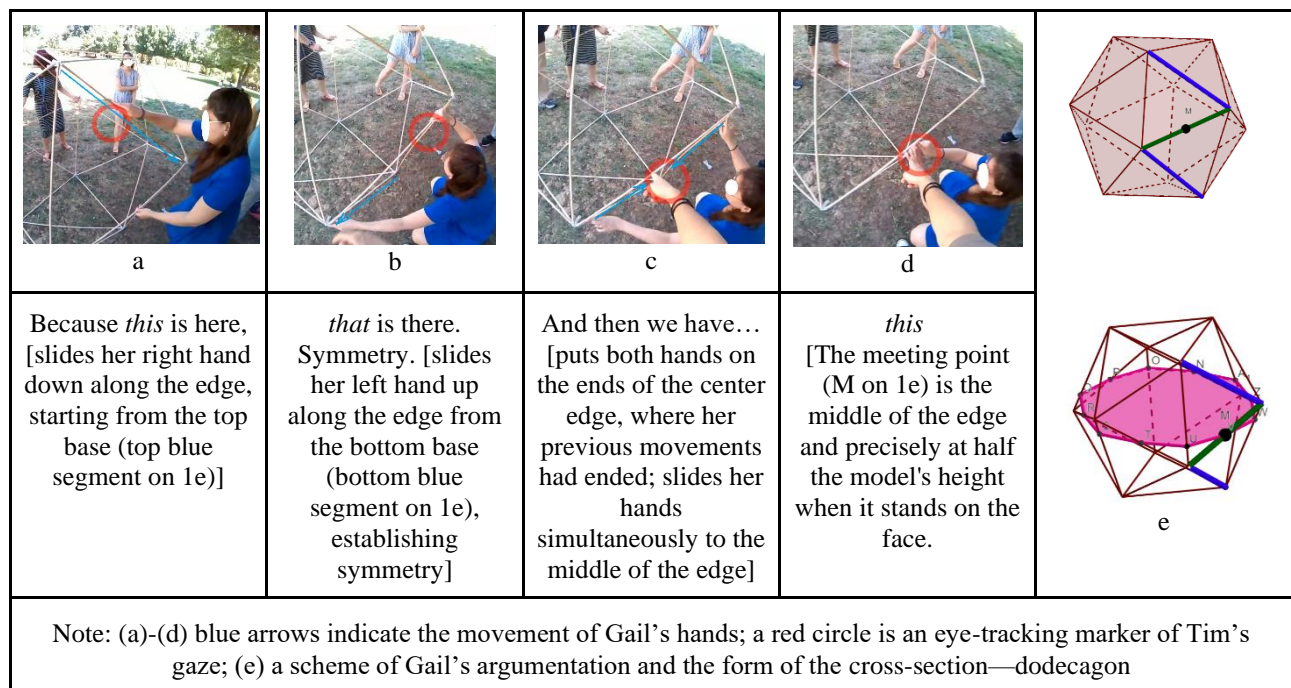 a
b
c
d
M
Q
P
O
N
A₁
Z
R
M
W
T
U
e
Because this is here,
[slides her right hand
down along the edge,
starting from the top
base (top blue
segment on 1e)]
that is there.
Symmetry. [slides
her left hand up
along the edge from
the bottom base
(bottom blue
segment on 1e),
establishing
symmetry]
And then we have…
[puts both hands on
the ends of the center
edge, where her
previous movements
had ended; slides her
hands
simultaneously to the
middle of the edge]
this
[The meeting point
(M on 1e) is the
middle of the edge
and precisely at half
the model's height
when it stands on the
face.
Note: (a)-(d) blue arrows indicate the movement of Gail’s hands; a red circle is an eye-tracking marker of Tim’s
gaze; (e) a scheme of Gail’s argumentation and the form of the cross-section—dodecagon